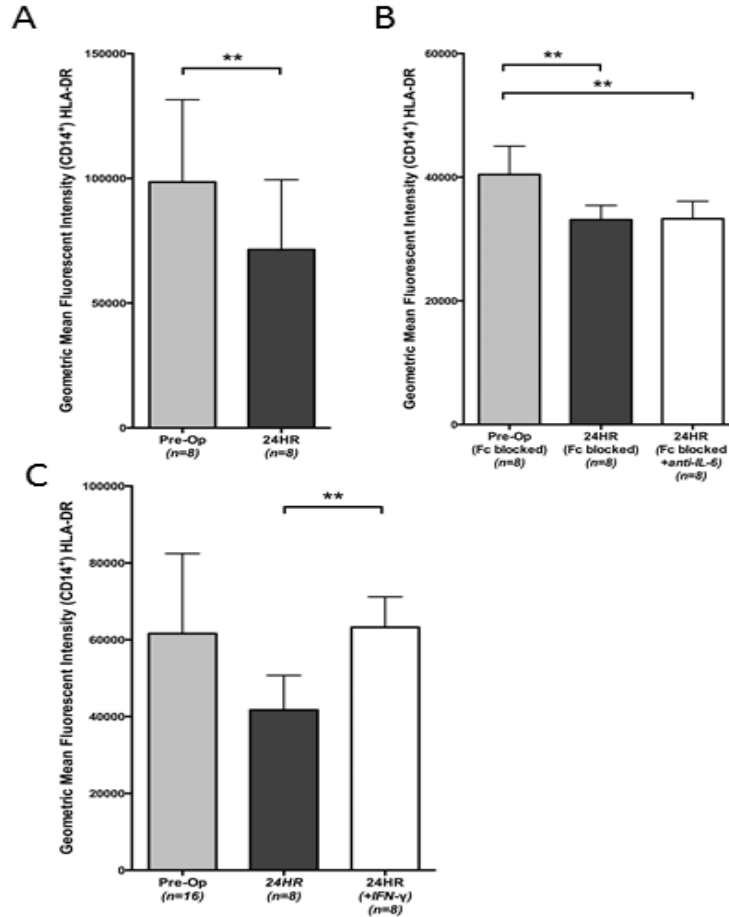 A
Geometric Mean Fluorescent Intensity (CD14+) HLA-DR
150000
100000
50000
0
**
Pre-Op
(n=8)
24HR
(n=8)
B
Geometric Mean Fluorescent Intensity (CD14+) HLA-DR
60000
40000
20000
0
**
**
Pre-Op
(Fc blocked)
(n=8)
24HR
(Fc blocked)
(n=8)
24HR
(Fc blocked
+anti-IL-6)
(n=8)
C
Geometric Mean Fluorescent Intensity (CD14+) HLA-DR
100000
80000
60000
40000
20000
0
**
Pre-Op
(n=16)
24HR
(n=8)
24HR
(+IFN-γ)
(n=8)